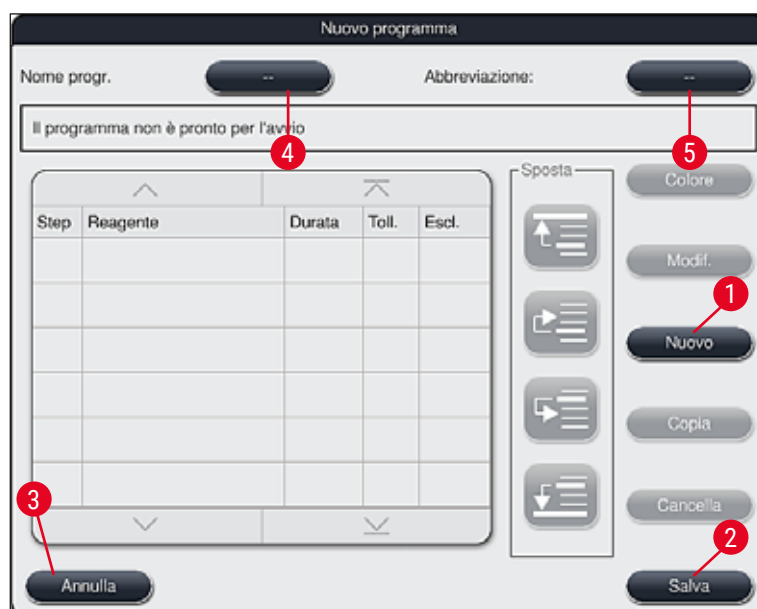 Nuovo programma
Nome progr. -- Abbreviazione: --
4 5
Il programma non è pronto per l'avvio
Sposta Colore
Step Reagente Durata Toll. Escl.
Modif.
1
Nuovo
Copia
3 Cancella
2
Annulla Salva